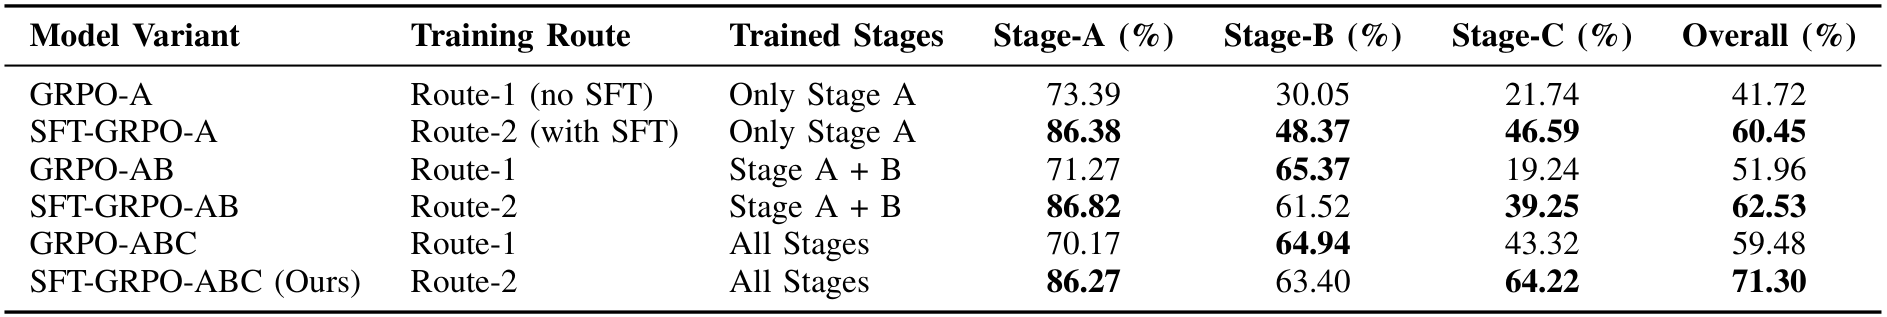 Model Variant Training Route Trained Stages Stage-A (%) Stage-B (%) Stage-C (%) Overall (%)
GRPO-A Route-1 (no SFT) Only Stage A 73.39 30.05 21.74 41.72
SFT-GRPO-A Route-2 (with SFT) Only Stage A 86.38 48.37 46.59 60.45
GRPO-AB Route-1 Stage A + B 71.27 65.37 19.24 51.96
SFT-GRPO-AB Route-2 Stage A + B 86.82 61.52 39.25 62.53
GRPO-ABC Route-1 All Stages 70.17 64.94 43.32 59.48
SFT-GRPO-ABC (Ours) Route-2 All Stages 86.27 63.40 64.22 71.30